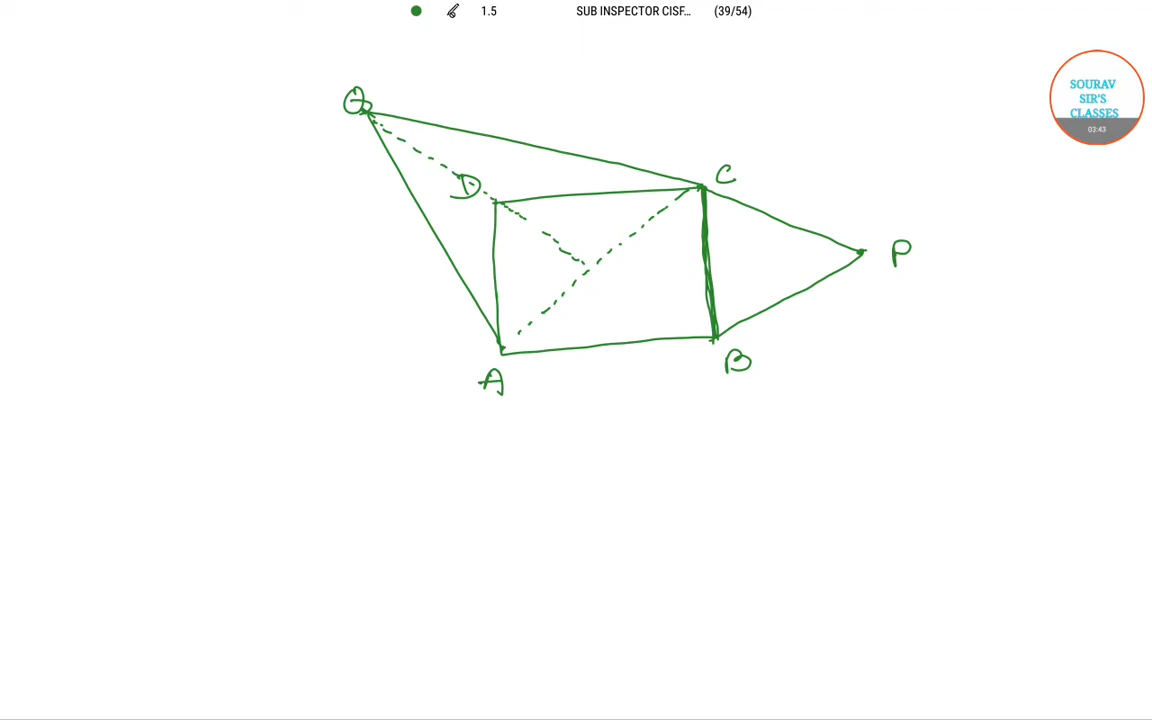 1.5 SUB INSPECTOR CISF... (39/54)
SOURAV
SIR'S
CLASSES
03:43
Q
D
C
P
B
A